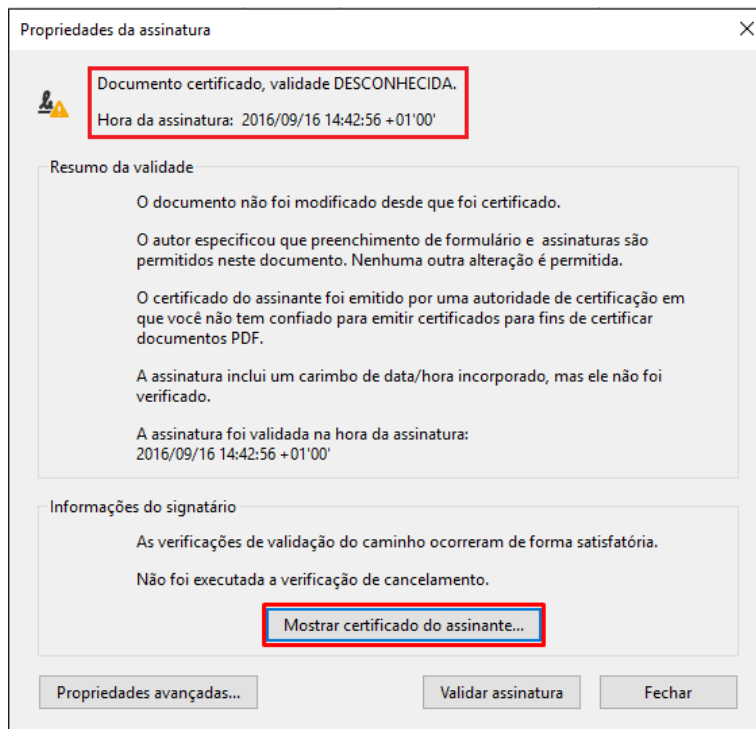 Propriedades da assinatura
Documento certificado, validade DESCONHECIDA.
Hora da assinatura: 2016/09/16 14:42:56 +01'00'
Resumo da validade
O documento não foi modificado desde que foi certificado.
O autor especificou que preenchimento de formulário e assinaturas são
permitidos neste documento. Nenhuma outra alteração é permitida.
O certificado do assinante foi emitido por uma autoridade de certificação em
que você não tem confiado para emitir certificados para fins de certificar
documentos PDF.
A assinatura inclui um carimbo de data/hora incorporado, mas ele não foi
verificado.
A assinatura foi validada na hora da assinatura:
2016/09/16 14:42:56 +01'00'
Informações do signatário
As verificações de validação do caminho ocorreram de forma satisfatória.
Não foi executada a verificação de cancelamento.
Mostrar certificado do assinante...
Propriedades avançadas...
Validar assinatura
Fechar